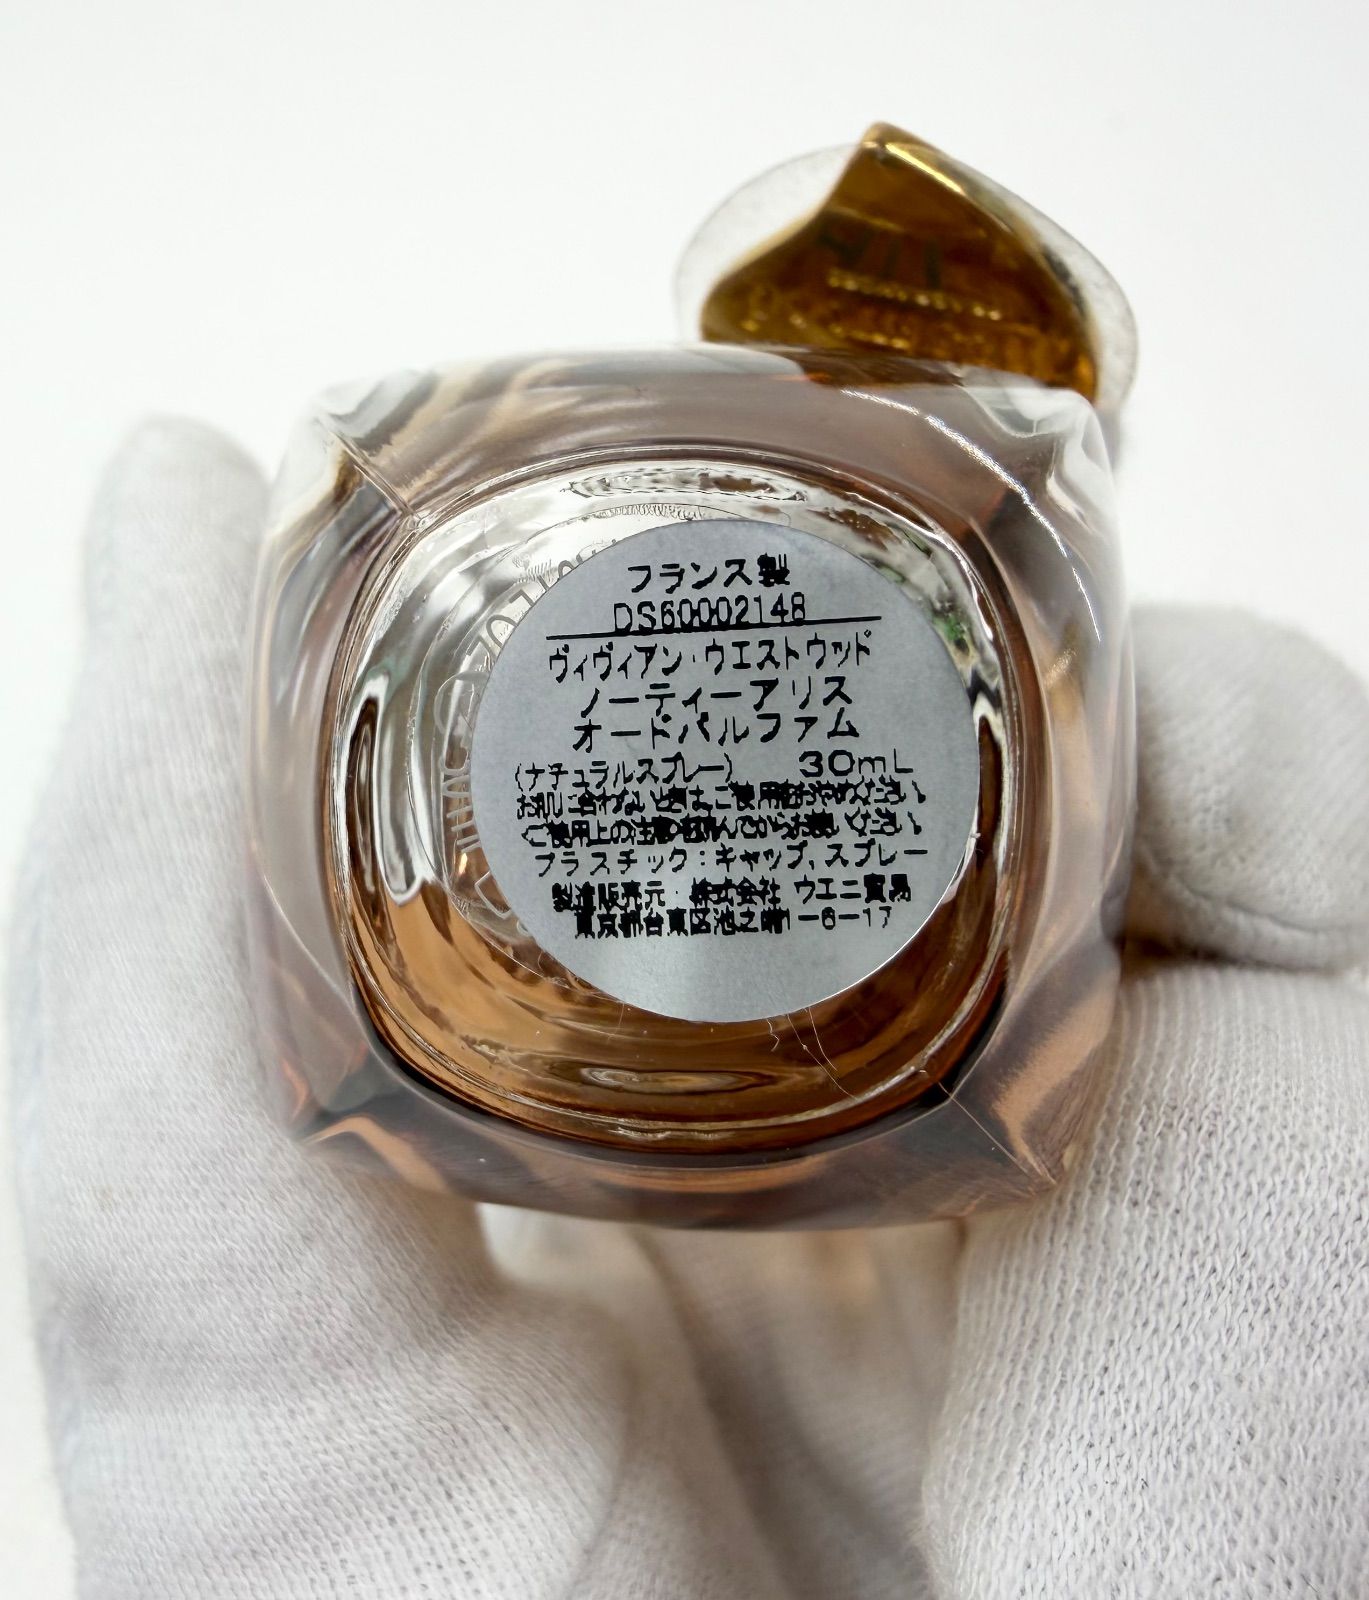 フランス製
DS60002148
ヴィヴィアン・ウエストウッド
ノーティーアリス
オードパルファム
(ナチュラルスプレー) 30mL
お肌に合わないときは、ご使用をおやめください。
ご使用上の注意を読んでからお使いください。
プラスチック:キャップ、スプレー
製造販売元 株式会社 ウエニ貿易
東京都台東区池之端1-6-17